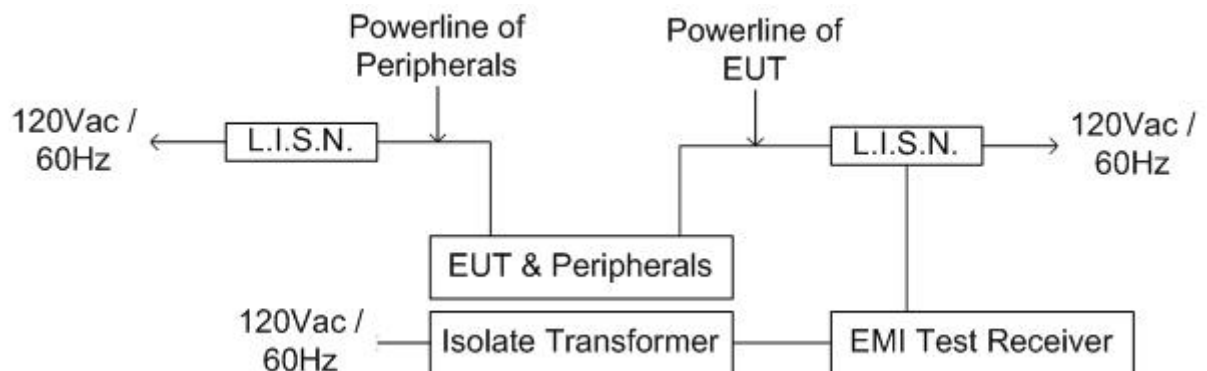 Powerline of
Peripherals
Powerline of
EUT
120Vac /
60Hz
L.I.S.N.
L.I.S.N.
120Vac /
60Hz
EUT & Peripherals
120Vac /
60Hz
Isolate Transformer
EMI Test Receiver